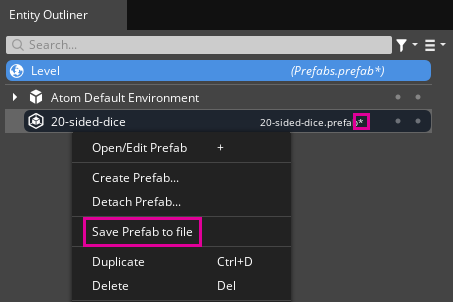 Entity Outliner
Search...
Level (Prefabs.prefab*)
Atom Default Environment
20-sided-dice 20-sided-dice.prefab*
Open/Edit Prefab +
Create Prefab...
Detach Prefab...
Save Prefab to file
Duplicate Ctrl+D
Delete Del